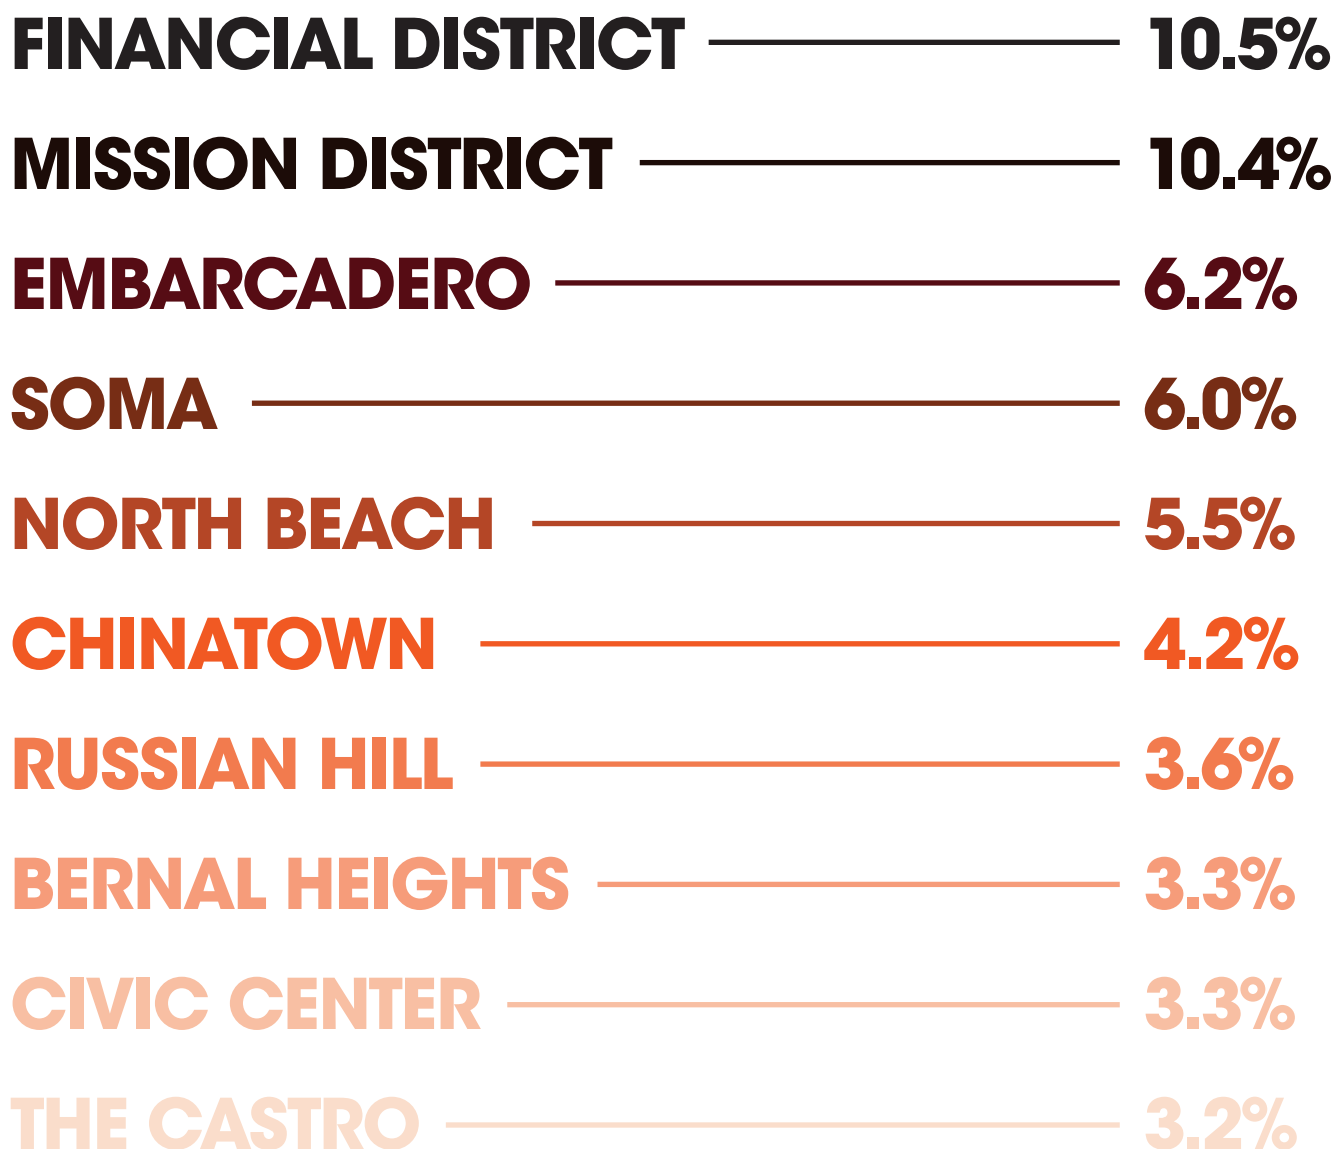 FINANCIAL DISTRICT 10.5%
MISSION DISTRICT 10.4%
EMBARCADERO 6.2%
SOMA 6.0%
NORTH BEACH 5.5%
CHINATOWN 4.2%
RUSSIAN HILL 3.6%
BERNAL HEIGHTS 3.3%
CIVIC CENTER 3.3%
THE CASTRO 3.2%